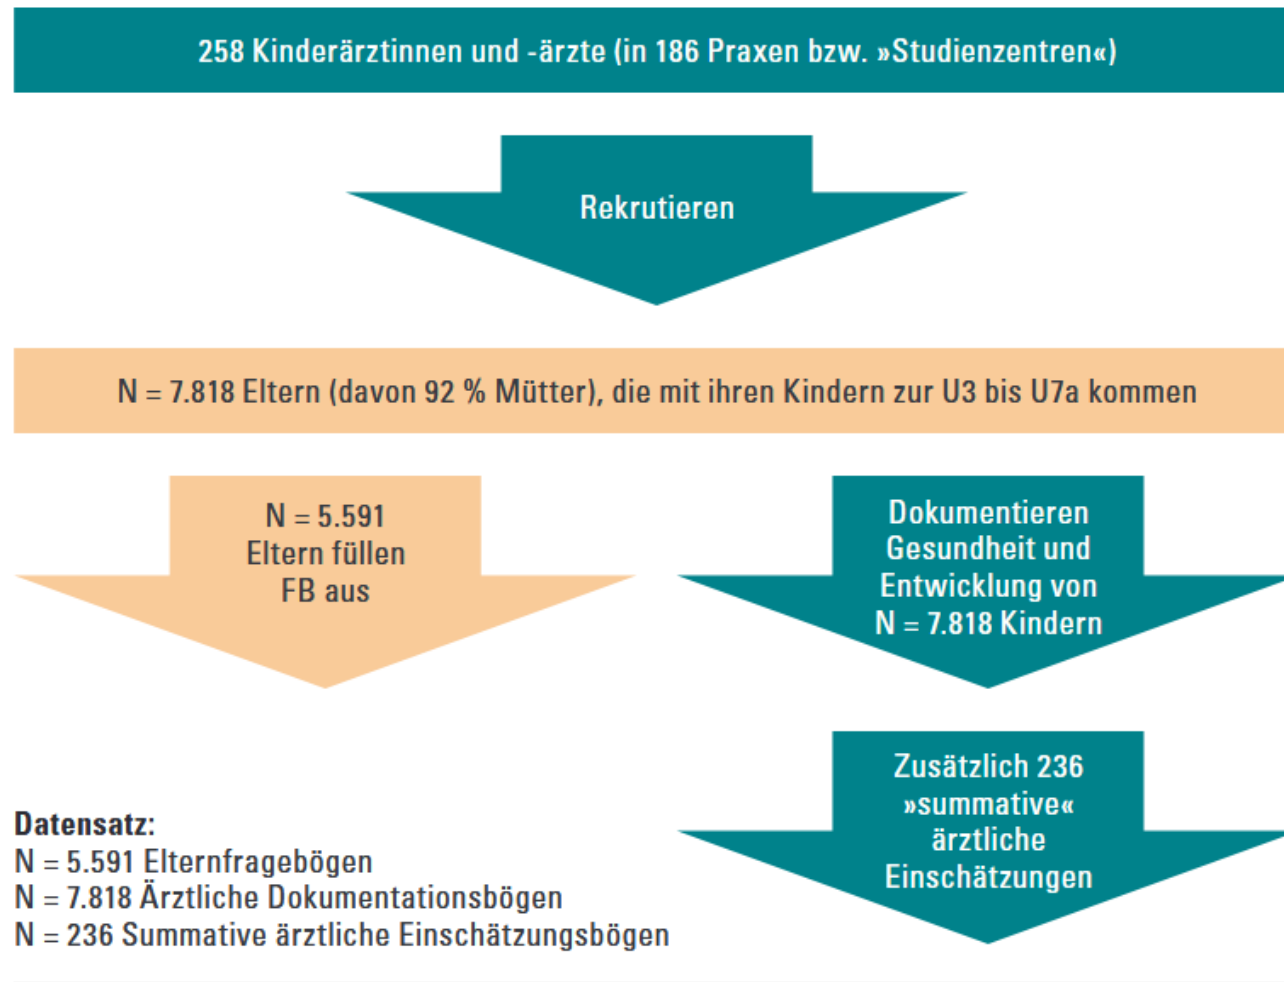 258 Kinderärztinnen und -ärzte (in 186 Praxen bzw. »Studienzentren«)
Rekrutieren
N = 7.818 Eltern (davon 92 % Mütter), die mit ihren Kindern zur U3 bis U7a kommen
N = 5.591
Eltern füllen
FB aus
Dokumentieren
Gesundheit und
Entwicklung von
N = 7.818 Kindern
Zusätzlich 236
»summative«
ärztliche
Einschätzungen
Datensatz:
N = 5.591 Elternfragebögen
N = 7.818 Ärztliche Dokumentationsbögen
N = 236 Summative ärztliche Einschätzungsbögen